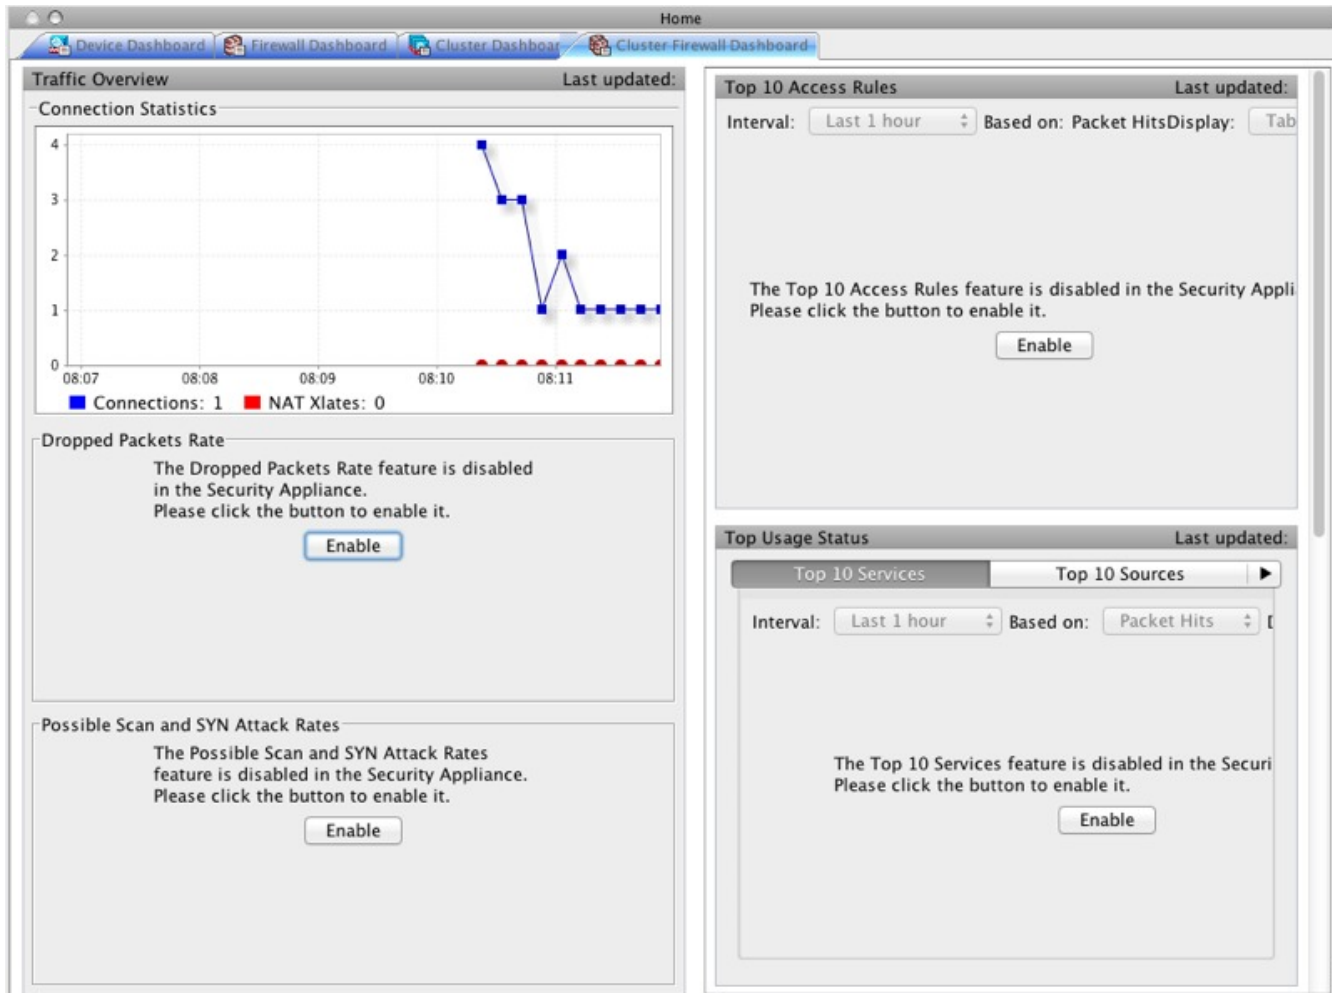 Home
Device Dashboard
Firewall Dashboard
Cluster Dashboar
Cluster Firewall Dashboard
Traffic Overview
Last updated:
Connection Statistics
4
3
2
1
0
08:07
08:08
08:09
08:10
08:11
Connections: 1
NAT Xlates: 0
Dropped Packets Rate
The Dropped Packets Rate feature is disabled
in the Security Appliance.
Please click the button to enable it.
Enable
Possible Scan and SYN Attack Rates
The Possible Scan and SYN Attack Rates
feature is disabled in the Security Appliance.
Please click the button to enable it.
Enable
Top 10 Access Rules
Last updated:
Interval:
Last 1 hour
Based on: Packet HitsDisplay:
Tab
The Top 10 Access Rules feature is disabled in the Security Appli
Please click the button to enable it.
Enable
Top Usage Status
Last updated:
Top 10 Services
Top 10 Sources
Interval:
Last 1 hour
Based on:
Packet Hits
The Top 10 Services feature is disabled in the Securi
Please click the button to enable it.
Enable